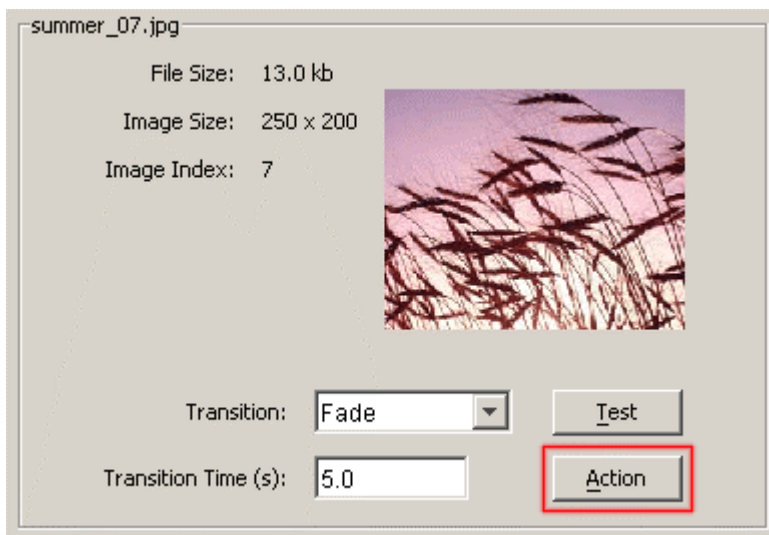 summer_07.jpg
File Size: 13.0 kb
Image Size: 250 x 200
Image Index: 7
Transition: Fade Test
Transition Time (s): 5.0 Action